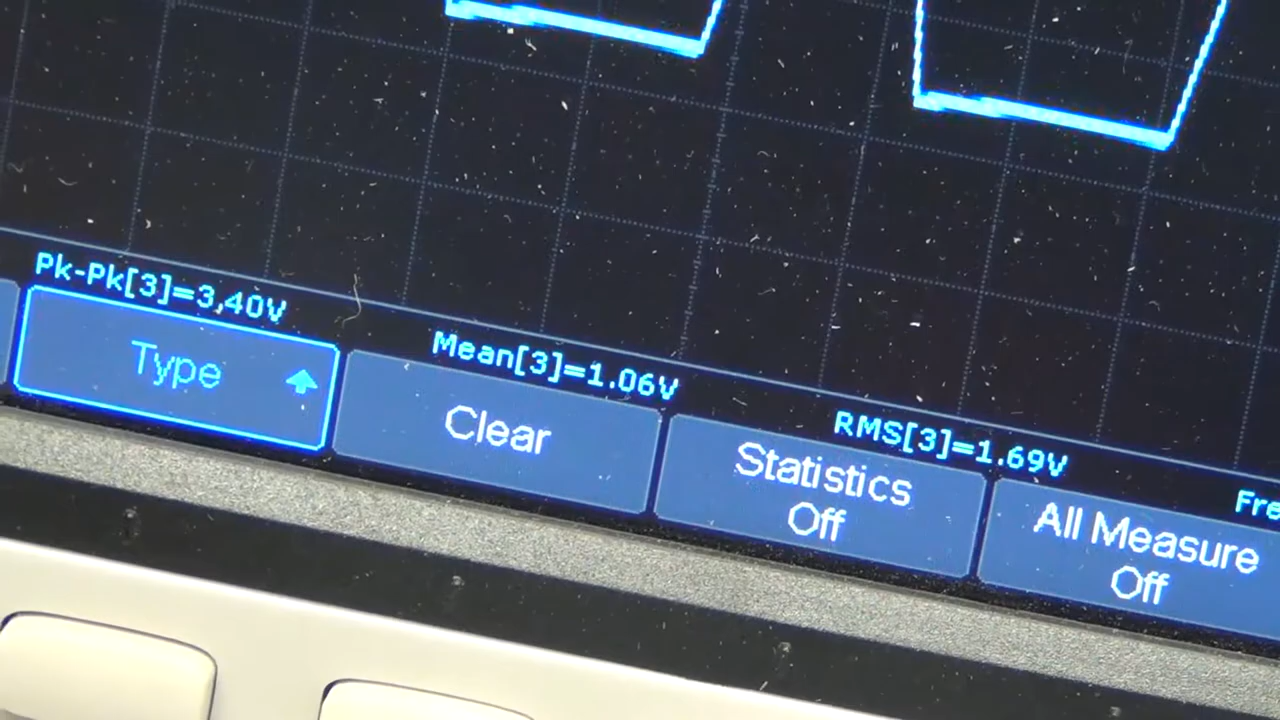 Pk-Pk[3]=3.40V
Mean[3]=1.06V
RMS[3]=1.69V
Fre
Type
Clear
Statistics
Off
All Measure
Off